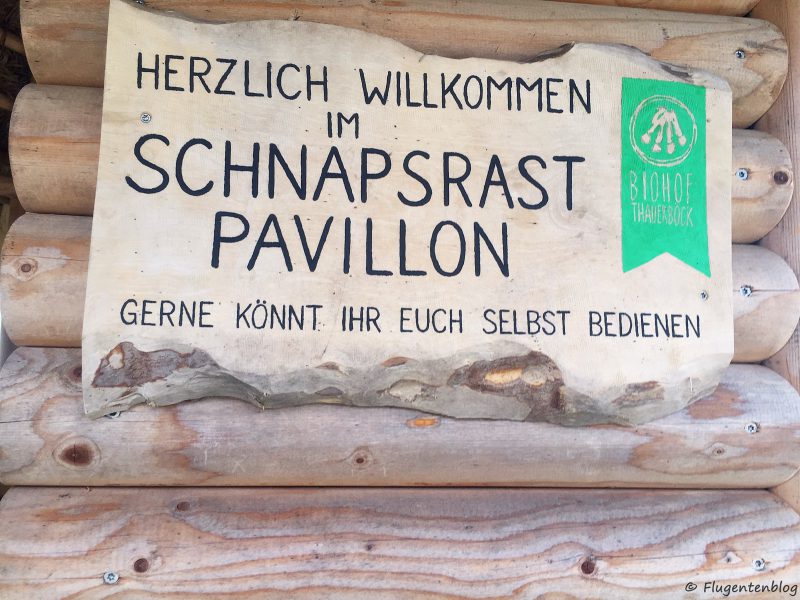 HERZLICH WILLKOMMEN
IM
SCHNAPSRAST
PAVILLON
GERNE KÖNNT IHR EUCH SELBST BEDIENEN
BIOHOF
THAUERBÖCK
© Flugentenblog